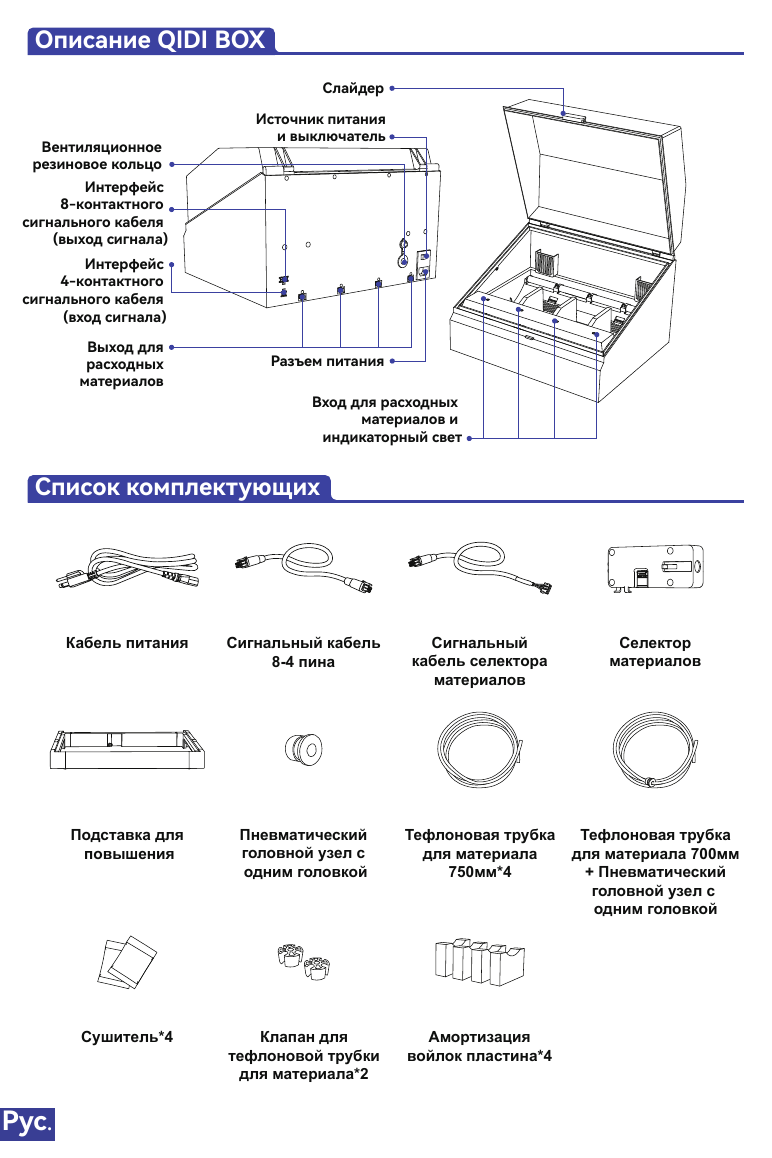 Описание QIDI BOX
Слайдер
Источник питания
и выключатель
Вентиляционное
резиновое кольцо
Интерфейс
8-контактного
сигнального кабеля
(выход сигнала)
Интерфейс
4-контактного
сигнального кабеля
(вход сигнала)
Выход для
расходных
материалов
Разъем питания
Вход для расходных
материалов и
индикаторный свет
Список комплектующих
Кабель питания
Сигнальный кабель
8-4 пина
Сигнальный
кабель селектора
материалов
Селектор
материалов
Подставка для
повышения
Пневматический
головной узел с
одним головкой
Тефлоновая трубка
для материала
750мм*4
Тефлоновая трубка
для материала 700мм
+ Пневматический
головной узел с
одним головкой
Сушитель*4
Клапан для
тефлоновой трубки
для материала*2
Амортизация
войлок пластина*4
Рус.